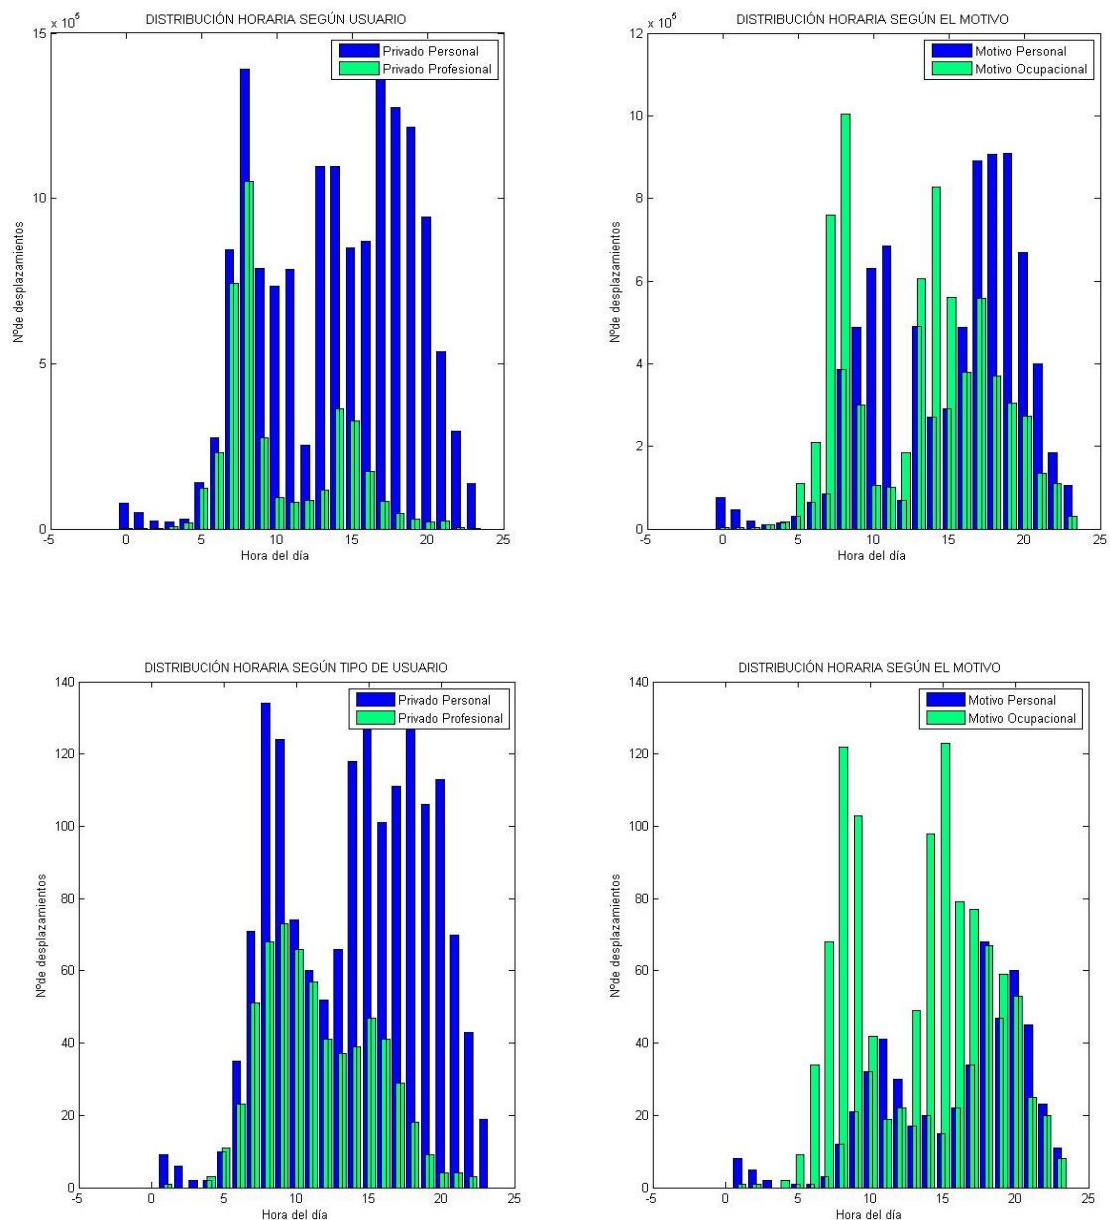 DISTRIBUCIÓN HORARIA SEGÚN USUARIO
x 10⁵
15
10
5
0
-5 0 5 10 15 20 25
Nºde desplazamientos
Hora del día
Privado Personal
Privado Profesional
DISTRIBUCIÓN HORARIA SEGÚN EL MOTIVO
x 10⁵
12
10
8
6
4
2
0
-5 0 5 10 15 20 25
Nºde desplazamientos
Hora del día
Motivo Personal
Motivo Ocupacional
DISTRIBUCIÓN HORARIA SEGÚN TIPO DE USUARIO
140
120
100
80
60
40
20
0
-5 0 5 10 15 20 25
Nºde desplazamientos
Hora del día
Privado Personal
Privado Profesional
DISTRIBUCIÓN HORARIA SEGÚN EL MOTIVO
140
120
100
80
60
40
20
0
-5 0 5 10 15 20 25
Nºde desplazamientos
Hora del día
Motivo Personal
Motivo Ocupacional